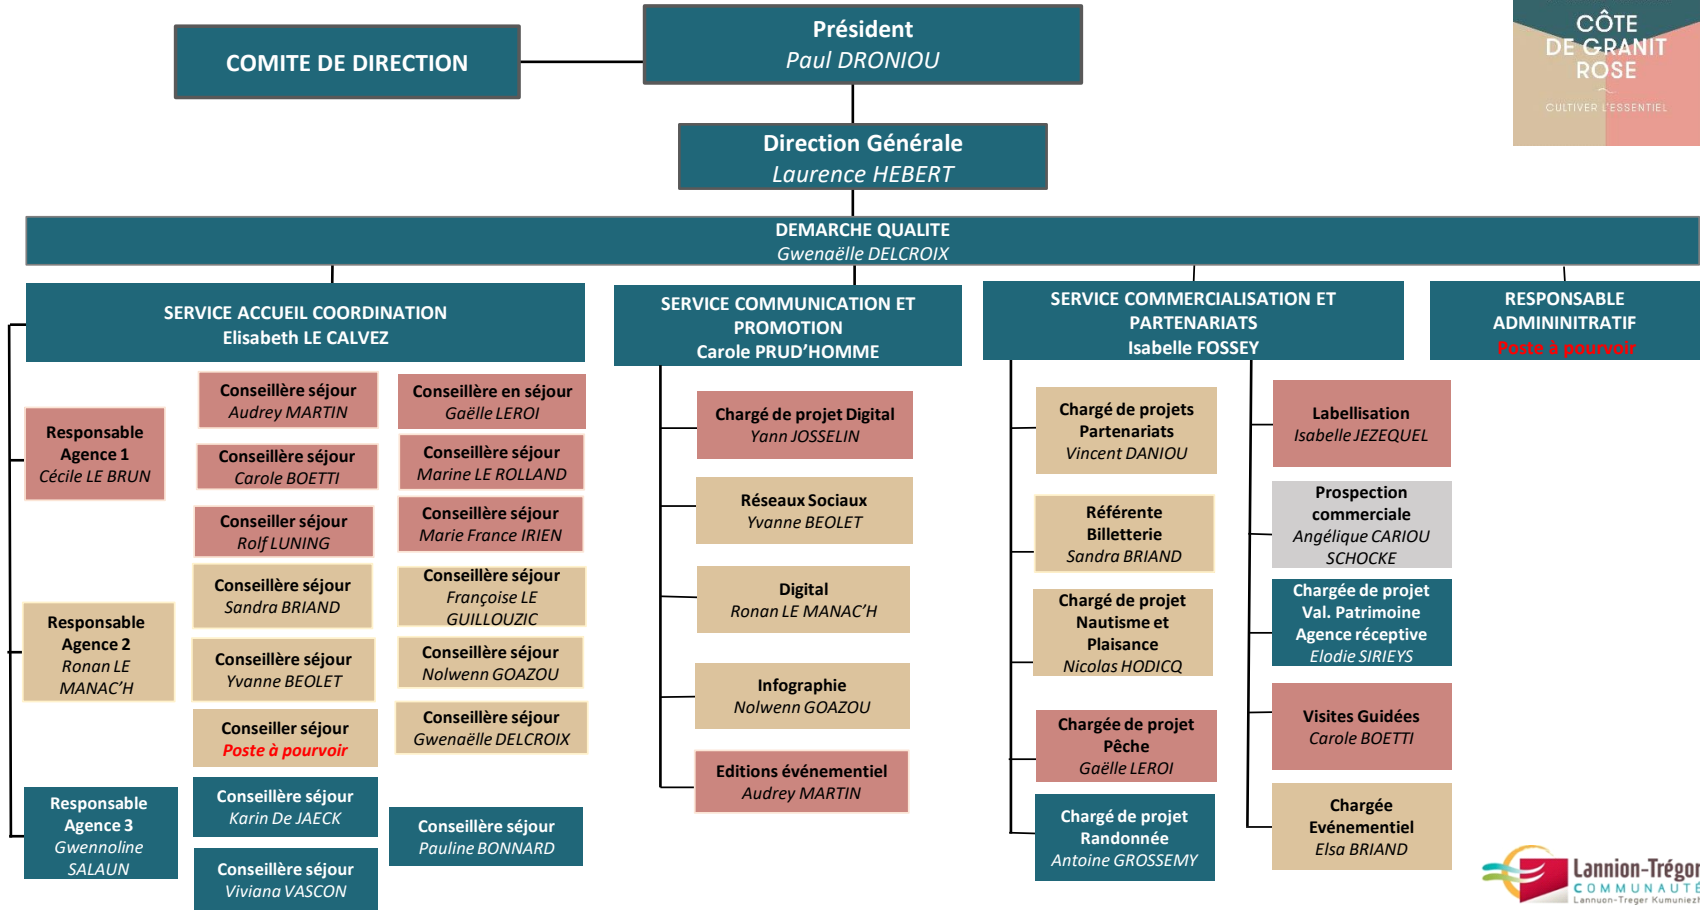 CÔTE
DE GRANIT
ROSE
CULTIVER L'ESSENTIEL
COMITE DE DIRECTION
Président
Paul DRONIOU
Direction Générale
Laurence HEBERT
DEMARCHE QUALITE
Gwenaëlle DELCROIX
SERVICE ACCUEIL COORDINATION
Elisabeth LE CALVEZ
Responsable
Agence 1
Cécile LE BRUN
Conseillère séjour
Audrey MARTIN
Conseillère en séjour
Gaëlle LEROI
Conseillère séjour
Carole BOETTI
Conseillère séjour
Marine LE ROLLAND
Conseiller séjour
Rolf LUNING
Conseillère séjour
Marie France IRIEN
Responsable
Agence 2
Ronan LE
MANAC'H
Conseillère séjour
Sandra BRIAND
Conseillère séjour
Françoise LE
GUILLOUZIC
Conseillère séjour
Yvanne BEOLET
Conseillère séjour
Nolwenn GOAZOU
Conseiller séjour
Poste à pourvoir
Conseillère séjour
Gwenaëlle DELCROIX
Responsable
Agence 3
Gwennoline
SALAUN
Conseillère séjour
Karin De JAECK
Conseillère séjour
Pauline BONNARD
Conseillère séjour
Viviana VASCON
SERVICE COMMUNICATION ET
PROMOTION
Carole PRUD'HOMME
Chargé de projet Digital
Yann JOSSELIN
Réseaux Sociaux
Yvanne BEOLET
Digital
Ronan LE MANAC'H
Infographie
Nolwenn GOAZOU
Editions événementiel
Audrey MARTIN
SERVICE COMMERCIALISATION ET
PARTENARIATS
Isabelle FOSSEY
Chargé de projets
Partenariats
Vincent DANIOU
Référente
Billetterie
Sandra BRIAND
Chargé de projet
Nautisme et
Plaisance
Nicolas HODICQ
Chargée de projet
Pêche
Gaëlle LEROI
Chargé de projet
Randonnée
Antoine GROSSEMY
Labellisation
Isabelle JEZEQUEL
Prospection
commerciale
Angélique CARIOU
SCHOCKE
Chargée de projet
Val. Patrimoine
Agence réceptive
Elodie SIRIEYS
Visites Guidées
Carole BOETTI
Chargée
Evénementiel
Elsa BRIAND
RESPONSABLE
ADMININITRATIF
Poste à pourvoir
Lannion-Trégor
COMMUNAUTÉ
Lannuon-Treger Kumuniezh